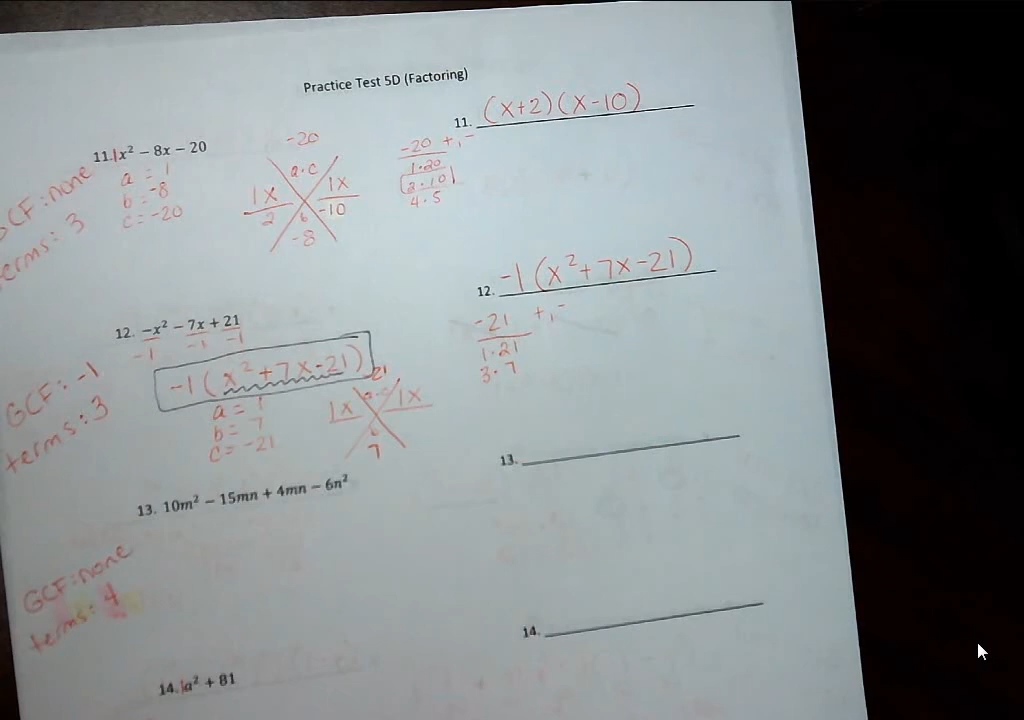 Practice Test 5D (Factoring)
11. 1x² – 8x – 20
GCF: none
terms: 3
a = 1
b = -8
c = -20
-20
a·c
1x 1x
2 b -10
-8
-20 +,-
1·20
2·10
4·5
11. (x+2)(x-10)
12. –x² – 7x + 21
-1 -1 -1
GCF: -1
terms: 3
-1(x²+7x-21)
a = 1
b = 7
c = -21
1x 1x
7
12. -1(x²+7x-21)
-21 +,-
1·21
3·7
13. 10m² – 15mn + 4mn – 6n²
GCF: none
terms: 4
13.
14. 1a² + 81
14.